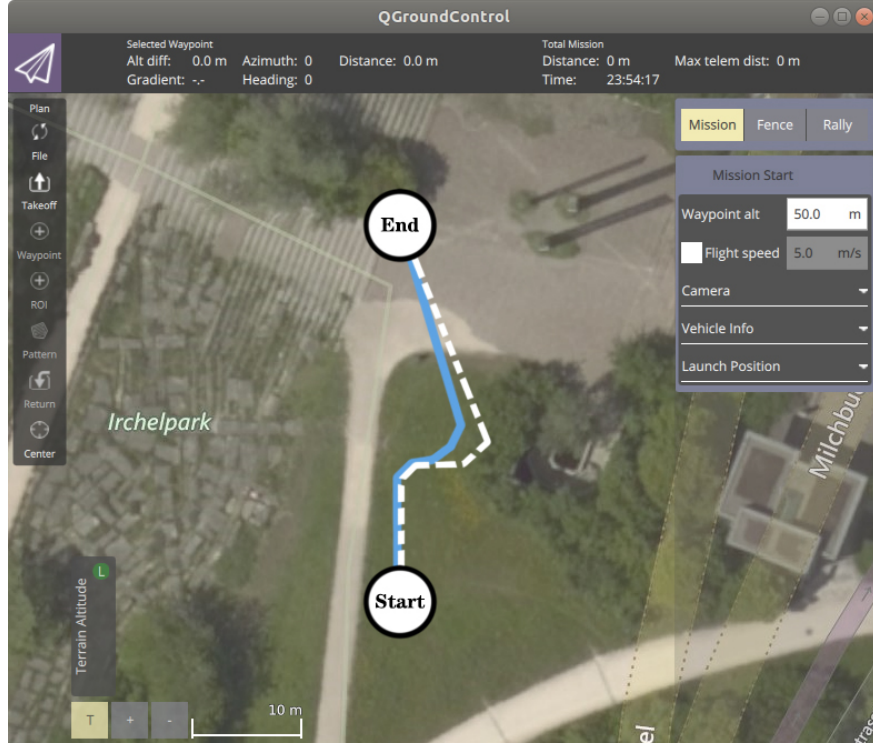 QGroundControl
Selected Waypoint
Alt diff: 0.0 m Azimuth: 0 Distance: 0.0 m
Gradient: -.- Heading: 0
Total Mission
Distance: 0 m Max telem dist: 0 m
Time: 23:54:17
Plan
File
Takeoff
Waypoint
ROI
Pattern
Return
Center
Mission Fence Rally
Mission Start
Waypoint alt 50.0 m
Flight speed 5.0 m/s
Camera
Vehicle Info
Launch Position
End
Irchelpark
Start
Milchbu
L
Terrain Altitude
T + -
10 m
el